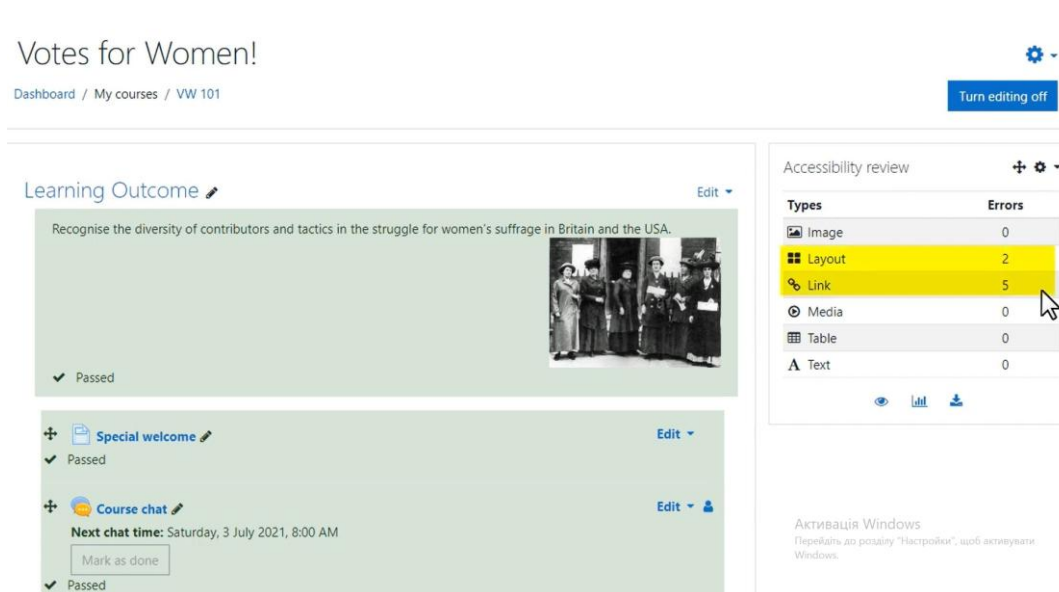 Votes for Women!
Dashboard / My courses / VW 101
Turn editing off
Learning Outcome
Edit
Recognise the diversity of contributors and tactics in the struggle for women's suffrage in Britain and the USA.
Passed
Special welcome
Edit
Passed
Course chat
Edit
Next chat time: Saturday, 3 July 2021, 8:00 AM
Mark as done
Passed
Accessibility review
Types Errors
Image 0
Layout 2
Link 5
Media 0
Table 0
Text 0
Активація Windows
Перейдіть до розділу "Настройки", щоб активувати
Windows.